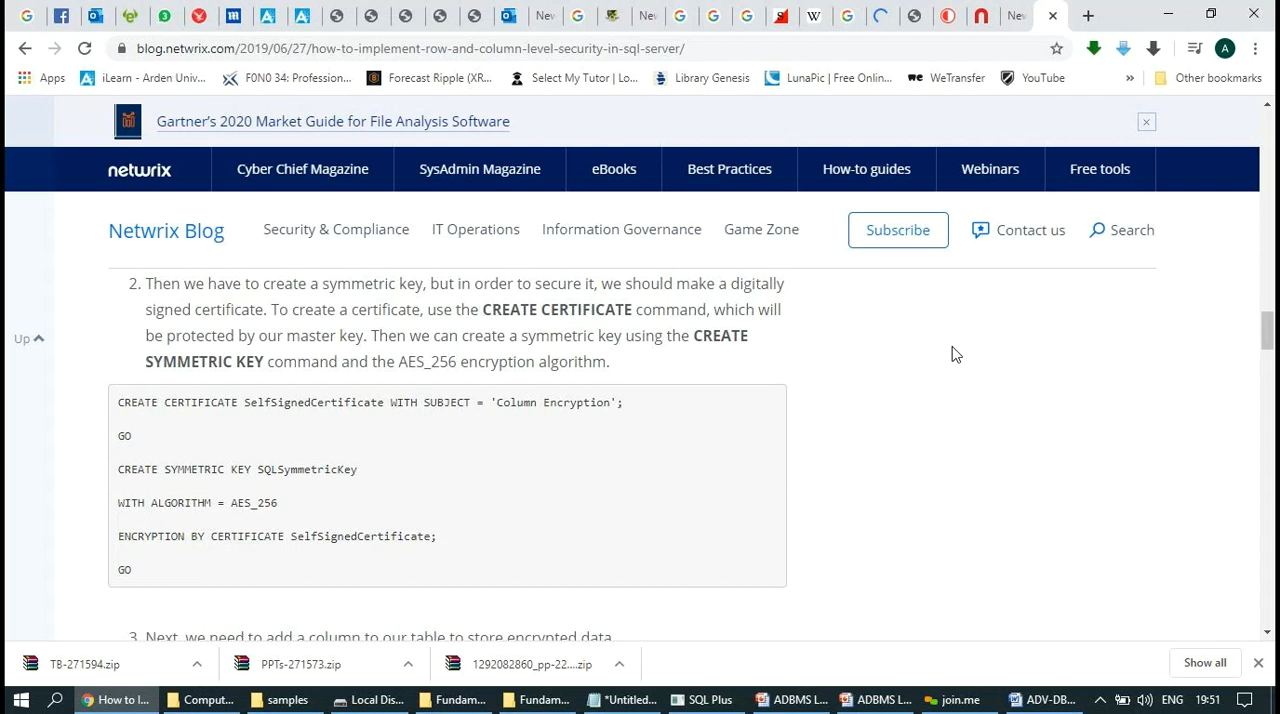 New
New
New
blog.netwrix.com/2019/06/27/how-to-implement-row-and-column-level-security-in-sql-server/
A
Apps
iLearn - Arden Univ...
F0N0 34: Profession...
Forecast Ripple (XR...
Select My Tutor | Lo...
Library Genesis
LunaPic | Free Onlin...
WeTransfer
YouTube
»
Other bookmarks
Gartner's 2020 Market Guide for File Analysis Software
netwrix
Cyber Chief Magazine
SysAdmin Magazine
eBooks
Best Practices
How-to guides
Webinars
Free tools
Netwrix Blog
Security & Compliance
IT Operations
Information Governance
Game Zone
Subscribe
Contact us
Search
Up
2. Then we have to create a symmetric key, but in order to secure it, we should make a digitally
signed certificate. To create a certificate, use the CREATE CERTIFICATE command, which will
be protected by our master key. Then we can create a symmetric key using the CREATE
SYMMETRIC KEY command and the AES_256 encryption algorithm.
CREATE CERTIFICATE SelfSignedCertificate WITH SUBJECT = 'Column Encryption';
GO
CREATE SYMMETRIC KEY SQLSymmetricKey
WITH ALGORITHM = AES_256
ENCRYPTION BY CERTIFICATE SelfSignedCertificate;
GO
3. Next, we need to add a column to our table to store encrypted data.
TB-271594.zip
PPTs-271573.zip
1292082860_pp-22....zip
Show all
How to I...
Comput...
samples
Local Dis...
Fundam...
Fundam...
*Untitled...
SQL Plus
ADBMS L...
ADBMS L...
join.me
ADV-DB...
ENG
19:51